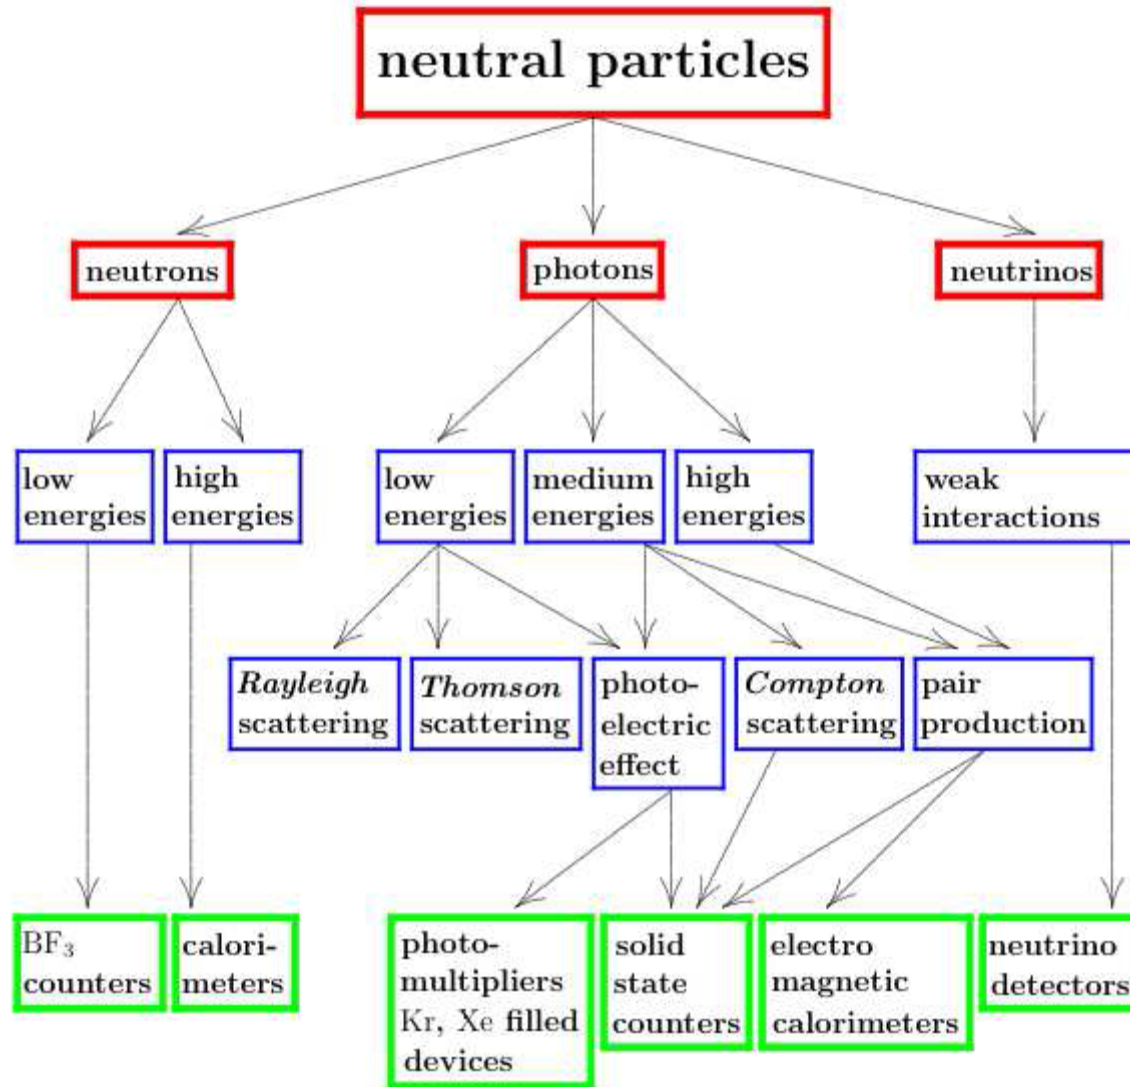 neutral particles
neutrons
photons
neutrinos
low
energies
high
energies
low
energies
medium
energies
high
energies
weak
interactions
Rayleigh
scattering
Thomson
scattering
photo-
electric
effect
Compton
scattering
pair
production
BF₃
counters
calori-
meters
photo-
multipliers
Kr, Xe filled
devices
solid
state
counters
electro
magnetic
calorimeters
neutrino
detectors